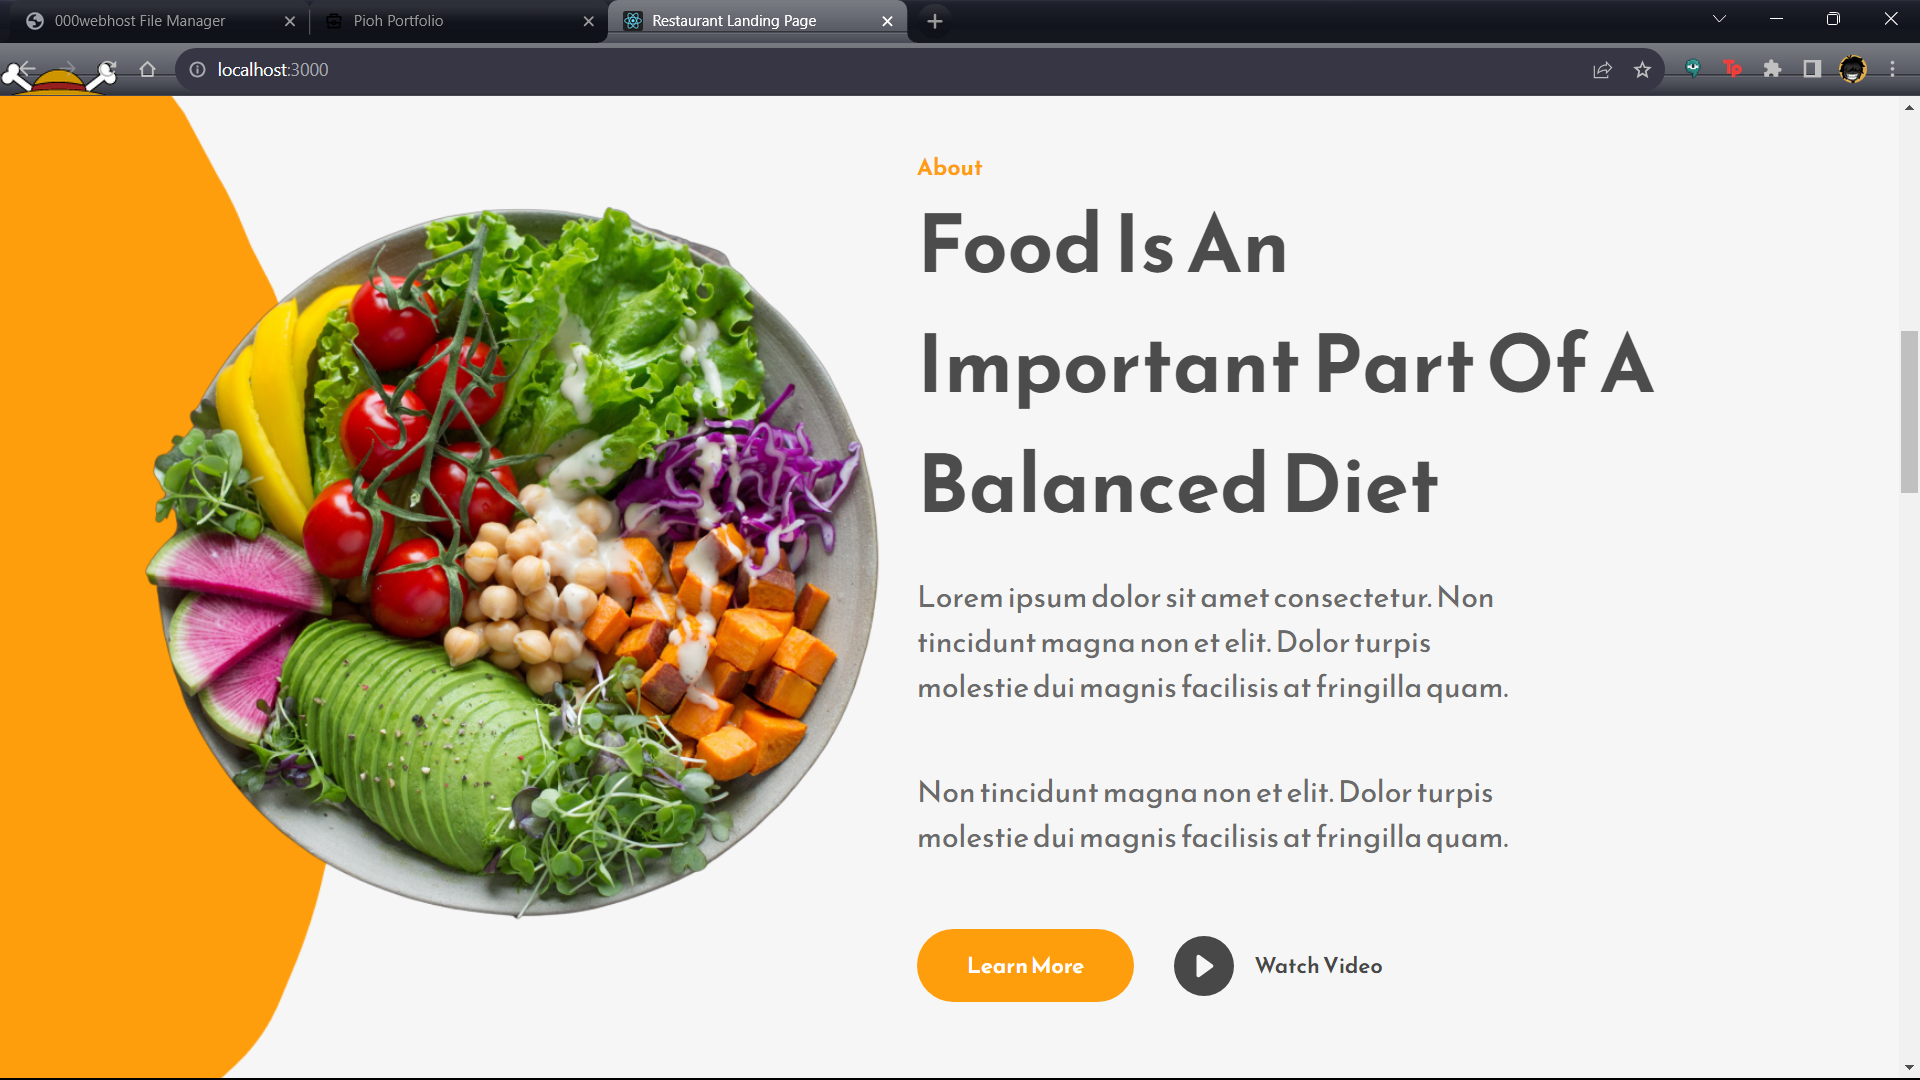 000webhost File Manager
Pioh Portfolio
Restaurant Landing Page
localhost:3000
Tp
About
Food Is An
Important Part Of A
Balanced Diet
Lorem ipsum dolor sit amet consectetur. Non
tincidunt magna non et elit. Dolor turpis
molestie dui magnis facilisis at fringilla quam.
Non tincidunt magna non et elit. Dolor turpis
molestie dui magnis facilisis at fringilla quam.
Learn More
Watch Video